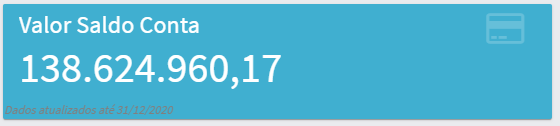 Valor Saldo Conta
138.624.960,17
Dados atualizados até 31/12/2020